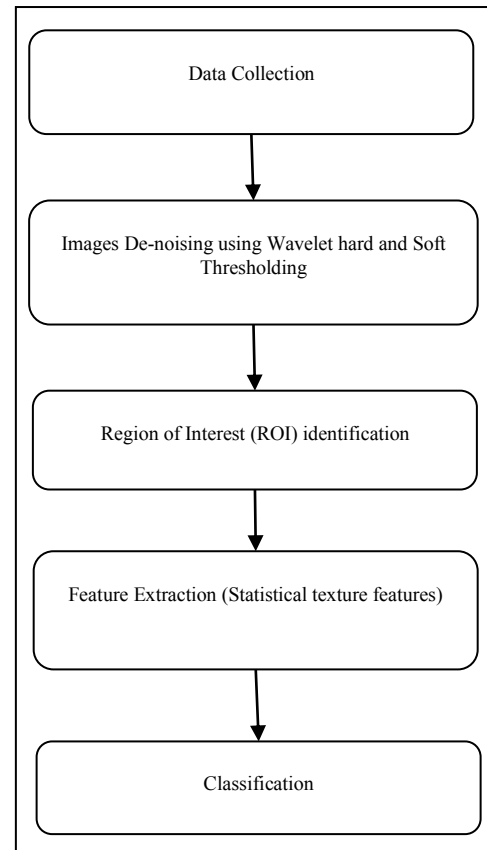 Data Collection
Images De-noising using Wavelet hard and Soft
Thresholding
Region of Interest (ROI) identification
Feature Extraction (Statistical texture features)
Classification